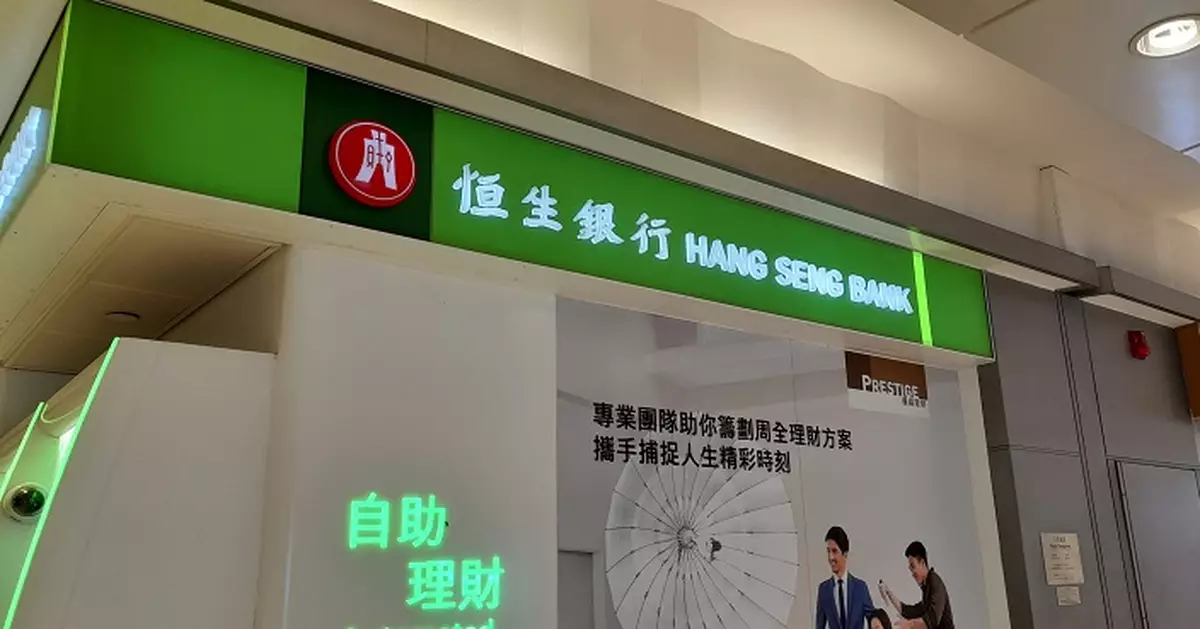 恒生銀行 HANG SENG BANK
PRESTIGE
專業團隊助你籌劃周全理財方案
攜手捕捉人生精彩時刻
自助
理財